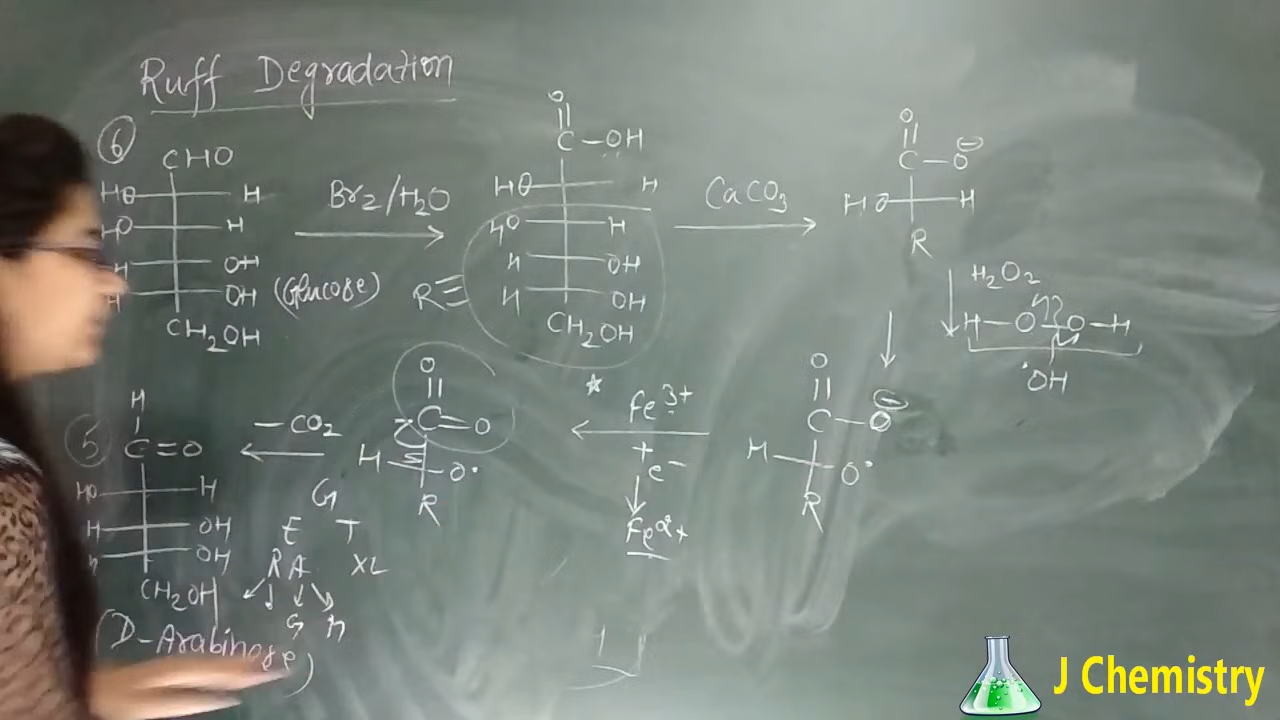 Ruff Degradation
6
CHO
HO H
HO H
H OH
H OH
CH2OH
(Glucose)
Br2/H2O
O
C-OH
HO H
HO H
H OH
H OH
CH2OH
R≡
CaCO3
O
C-O⊖
HO H
R
H2O2
H-O-O-H
•OH
O
C-O⊖
H O•
R
Fe3+
+ e-
Fe2+
O
C=O
H O•
R
-CO2
5
H
C=O
HO H
H OH
H OH
CH2OH
(D-Arabinose)
G
E T
RA XL
G M
J Chemistry